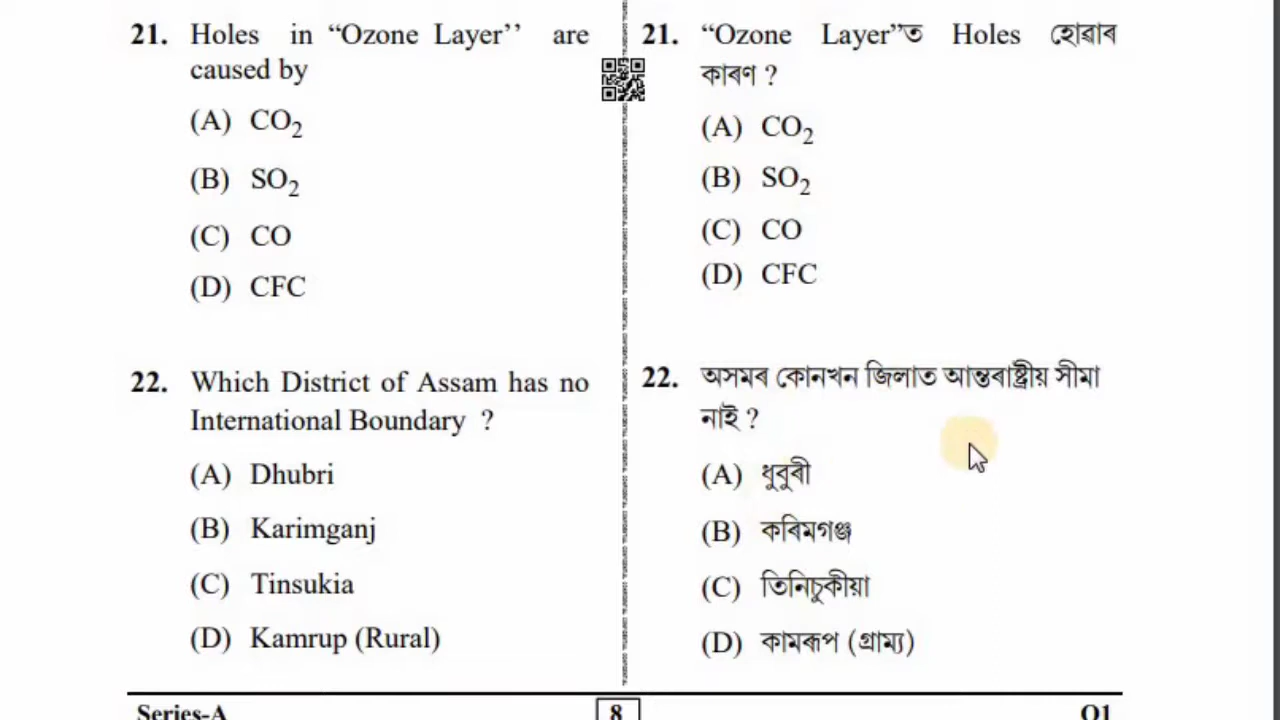 21. Holes in “Ozone Layer’’ are
caused by
(A) CO₂
(B) SO₂
(C) CO
(D) CFC
22. Which District of Assam has no
International Boundary ?
(A) Dhubri
(B) Karimganj
(C) Tinsukia
(D) Kamrup (Rural)
21. “Ozone Layer”ত Holes হোৱাৰ
কাৰণ ?
(A) CO₂
(B) SO₂
(C) CO
(D) CFC
22. অসমৰ কোনখন জিলাত আন্তৰাষ্ট্ৰীয় সীমা
নাই ?
(A) ধুবুৰী
(B) কৰিমগঞ্জ
(C) তিনিচুকীয়া
(D) কামৰূপ (গ্ৰাম্য)
Series-A 8 Q1